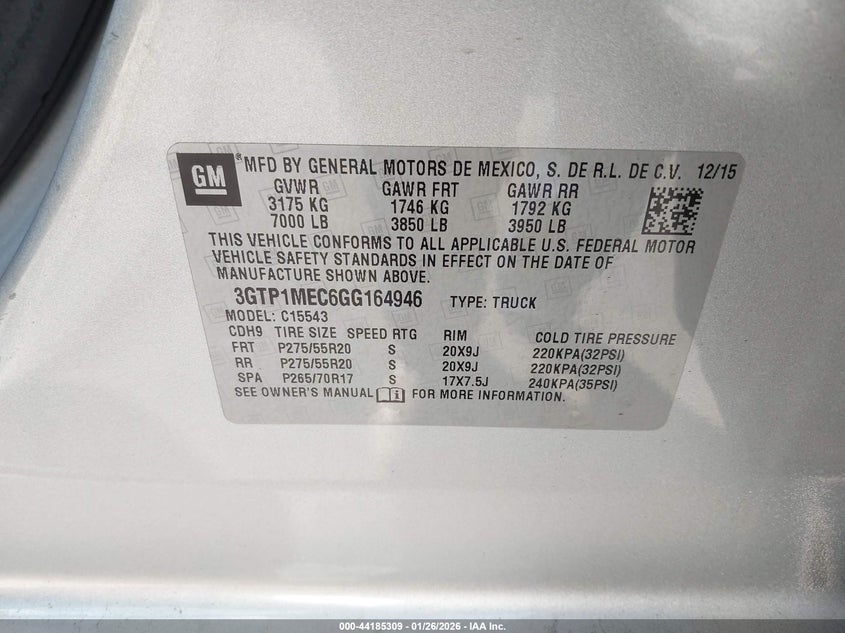 GM ® MFD BY GENERAL MOTORS DE MEXICO, S. DE R.L. DE C.V. 12/15
GVWR GAWR FRT GAWR RR
3175 KG 1746 KG 1792 KG
7000 LB 3850 LB 3950 LB
THIS VEHICLE CONFORMS TO ALL APPLICABLE U.S. FEDERAL MOTOR
VEHICLE SAFETY STANDARDS IN EFFECT ON THE DATE OF
MANUFACTURE SHOWN ABOVE.
3GTP1MEC6GG164946 TYPE: TRUCK
MODEL: C15543
CDH9 TIRE SIZE SPEED RTG RIM COLD TIRE PRESSURE
FRT P275/55R20 S 20X9J 220KPA(32PSI)
RR P275/55R20 S 20X9J 220KPA(32PSI)
SPA P265/70R17 S 17X7.5J 240KPA(35PSI)
SEE OWNER'S MANUAL i FOR MORE INFORMATION.
000-44185309 | 01/26/2026 - IAA Inc.